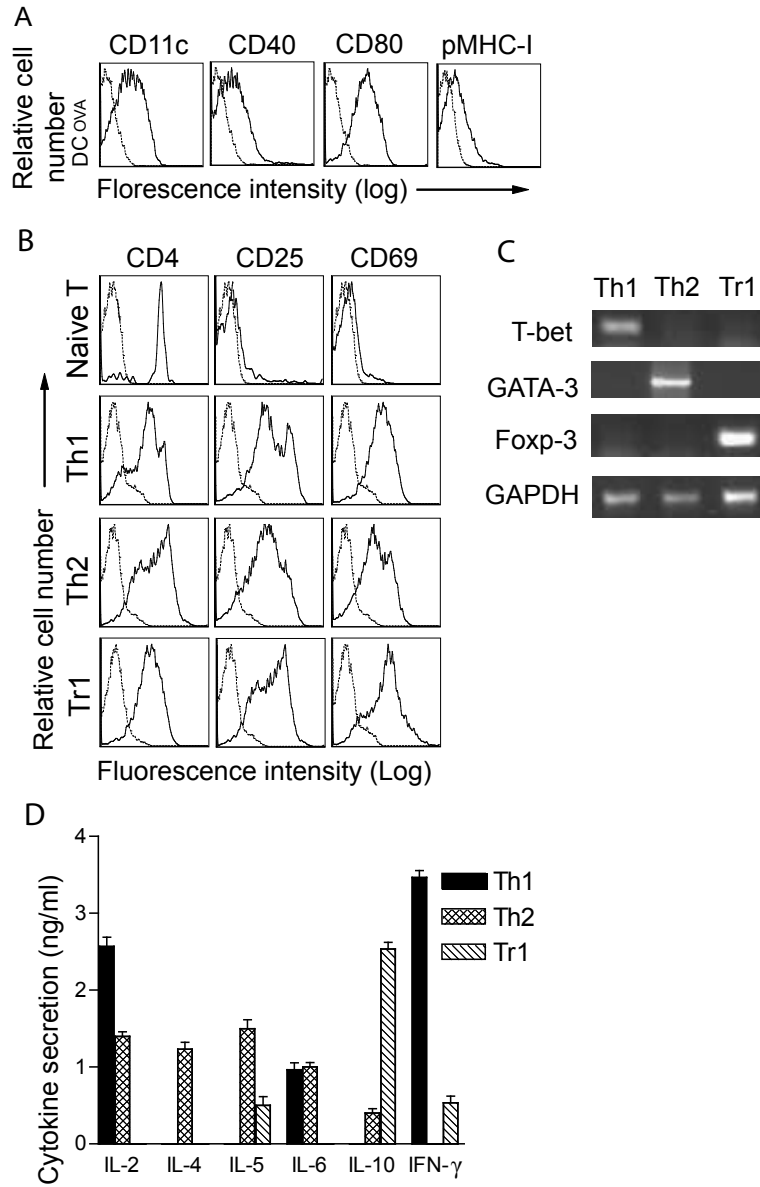 A
CD11c CD40 CD80 pMHC-I
Relative cell
number
DC OVA
Florescence intensity (log)
B
CD4 CD25 CD69
Naive T
Th1
Th2
Tr1
Relative cell number
Fluorescence intensity (Log)
C
Th1 Th2 Tr1
T-bet
GATA-3
Foxp-3
GAPDH
D
Cytokine secretion (ng/ml)
4
3
2
1
0
IL-2 IL-4 IL-5 IL-6 IL-10 IFN-γ
Th1
Th2
Tr1